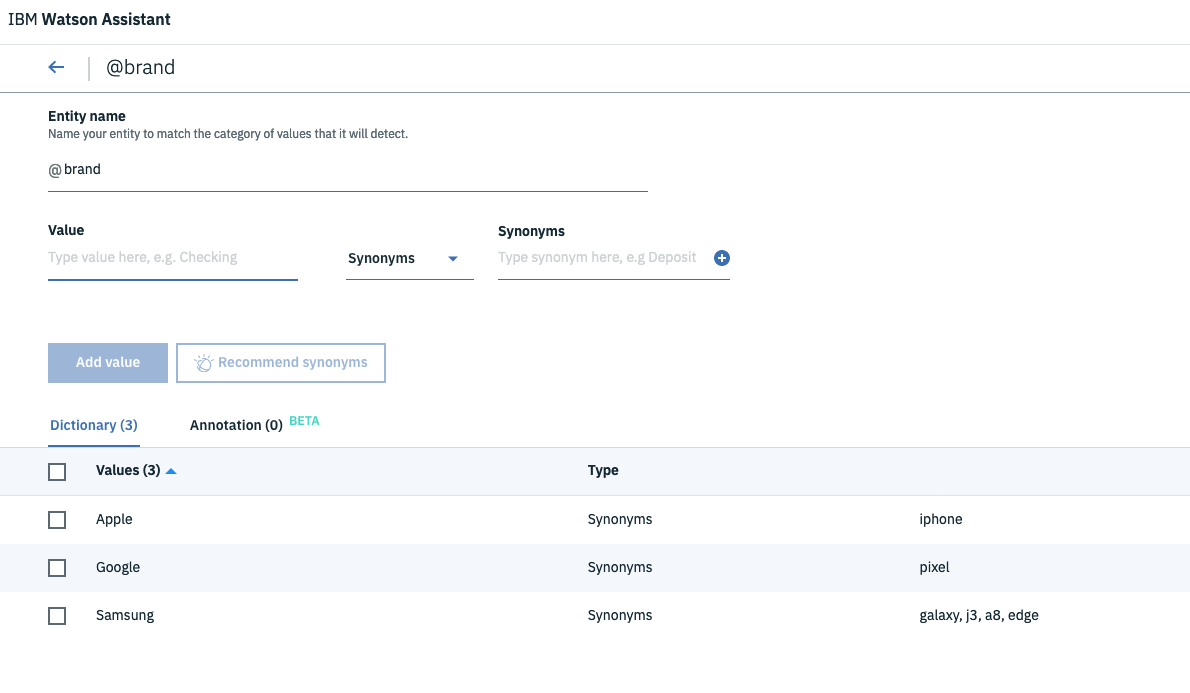 IBM Watson Assistant
@brand
Entity name
Name your entity to match the category of values that it will detect.
@brand
Value
Synonyms
Type value here, e.g. Checking
Synonyms
Type synonym here, e.g Deposit
Add value
Recommend synonyms
Dictionary (3)
Annotation (0) BETA
Values (3)
Type
Apple
Synonyms
iphone
Google
Synonyms
pixel
Samsung
Synonyms
galaxy, j3, a8, edge